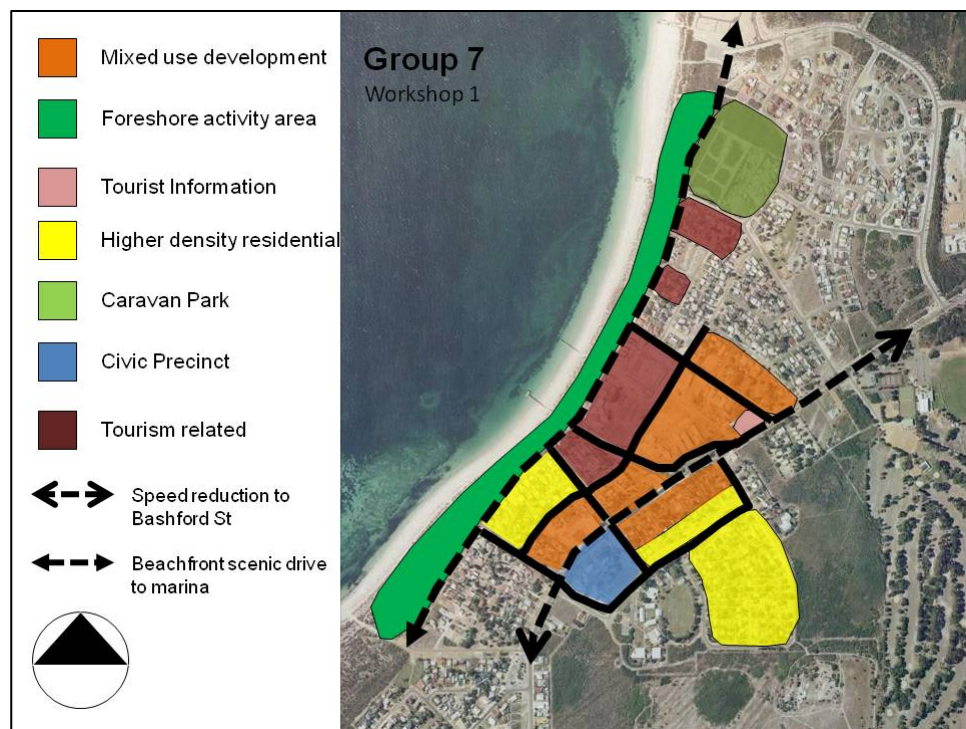 Group 7
Workshop 1
Mixed use development
Foreshore activity area
Tourist Information
Higher density residential
Caravan Park
Civic Precinct
Tourism related
Speed reduction to
Bashford St
Beachfront scenic drive
to marina